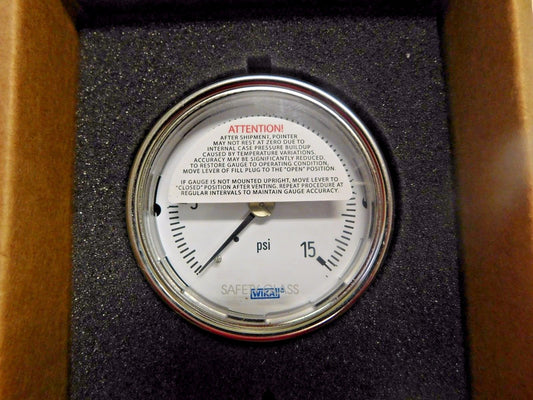 ATTENTION!
AFTER SHIPMENT, POINTER
MAY NOT REST AT ZERO DUE TO
INTERNAL CASE PRESSURE BUILDUP
CAUSED BY TEMPERATURE VARIATIONS.
ACCURACY MAY BE SIGNIFICANTLY REDUCED.
TO RESTORE GAUGE TO OPERATING CONDITION,
MOVE LEVER OF FILL PLUG TO THE "OPEN" POSITION.
IF GAUGE IS NOT MOUNTED UPRIGHT, MOVE LEVER TO
"CLOSED" POSITION AFTER VENTING. REPEAT PROCEDURE AT
REGULAR INTERVALS TO MAINTAIN GAUGE ACCURACY.
psi
15
SAFETY GLASS
WIKA